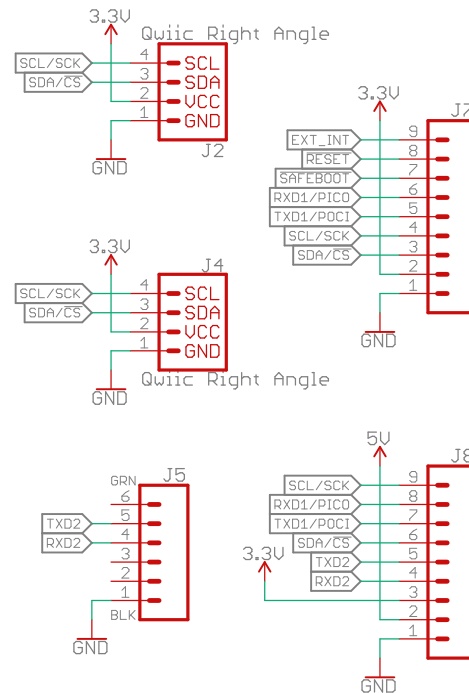 3.3V
Qwiic Right Angle
SCL/SCK 4 SCL
SDA/CS 3 SDA
2 VCC
1 GND
J2
GND
3.3V
J7
EXT_INT 9
RESET 8
SAFEBOOT 7
RXD1/PICO 6
TXD1/POCI 5
SCL/SCK 4
SDA/CS 3
2
1
GND
3.3V
J4
SCL/SCK 4 SCL
SDA/CS 3 SDA
2 VCC
1 GND
Qwiic Right Angle
GND
J5
GRN
6
TXD2 5
RXD2 4
3
2
1
BLK
GND
5V
J8
SCL/SCK 9
RXD1/PICO 8
TXD1/POCI 7
SDA/CS 6
3.3V
TXD2 5
RXD2 4
3
2
1
GND